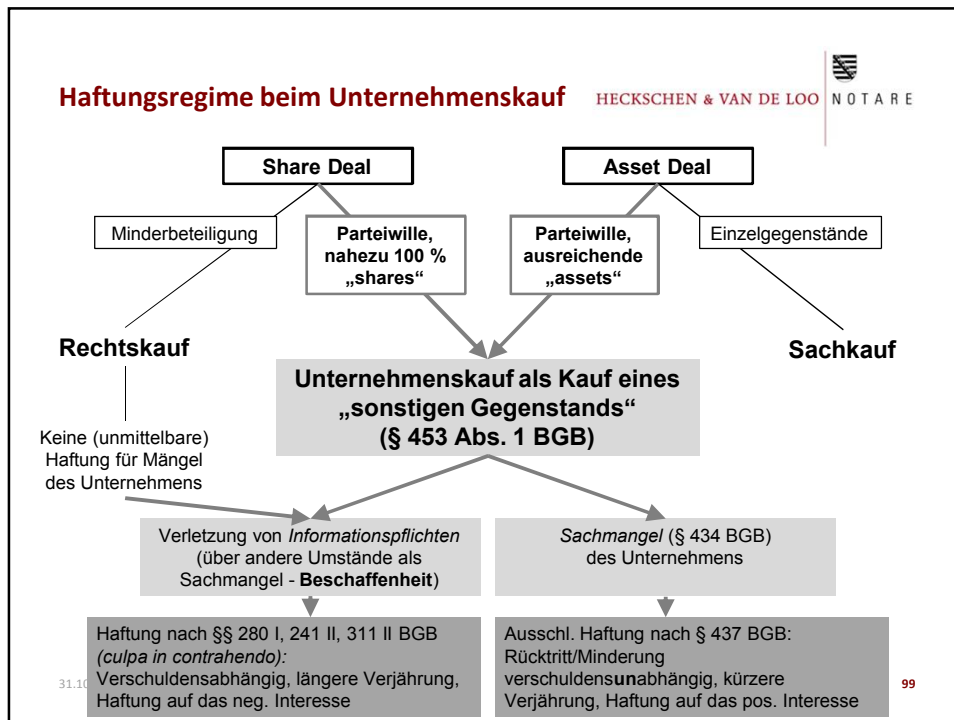 Haftungsregime beim Unternehmenskauf
HECKSCHEN & VAN DE LOO NOTARE
Share Deal
Asset Deal
Minderbeteiligung
Parteiwille,
nahezu 100 %
„shares“
Parteiwille,
ausreichende
„assets“
Einzelgegenstände
Rechtskauf
Sachkauf
Unternehmenskauf als Kauf eines
„sonstigen Gegenstands“
(§ 453 Abs. 1 BGB)
Keine (unmittelbare)
Haftung für Mängel
des Unternehmens
Verletzung von Informationspflichten
(über andere Umstände als
Sachmangel - Beschaffenheit)
Sachmangel (§ 434 BGB)
des Unternehmens
Haftung nach §§ 280 I, 241 II, 311 II BGB
(culpa in contrahendo):
Verschuldensabhängig, längere Verjährung,
Haftung auf das neg. Interesse
Ausschl. Haftung nach § 437 BGB:
Rücktritt/Minderung
verschuldensunabhängig, kürzere
Verjährung, Haftung auf das pos. Interesse
31.10
99